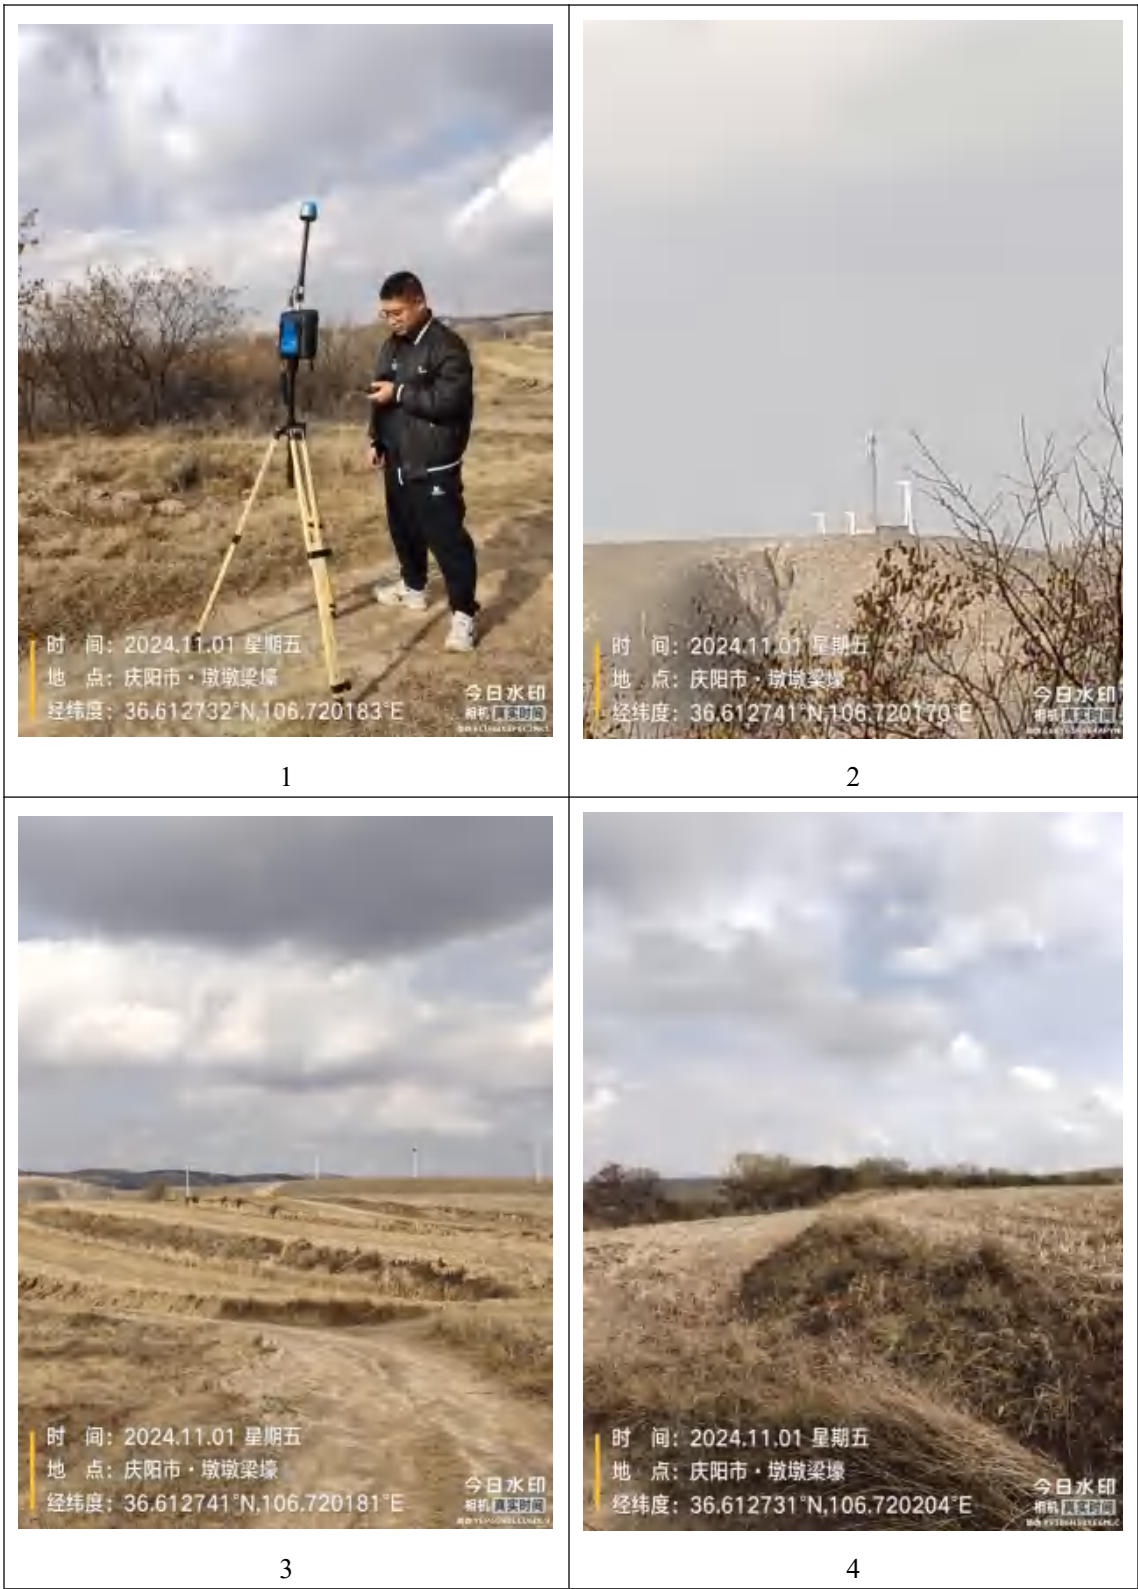 时 间：2024.11.01 星期五
地 点：庆阳市·墩墩梁壕
经纬度：36.612732°N,106.720183°E
今日水印
相机 真实时间
1
时 间：2024.11.01 星期五
地 点：庆阳市·墩墩梁壕
经纬度：36.612741°N,106.720170°E
今日水印
相机 真实时间
2
时 间：2024.11.01 星期五
地 点：庆阳市·墩墩梁壕
经纬度：36.612741°N,106.720181°E
今日水印
相机 真实时间
3
时 间：2024.11.01 星期五
地 点：庆阳市·墩墩梁壕
经纬度：36.612731°N,106.720204°E
今日水印
相机 真实时间
4